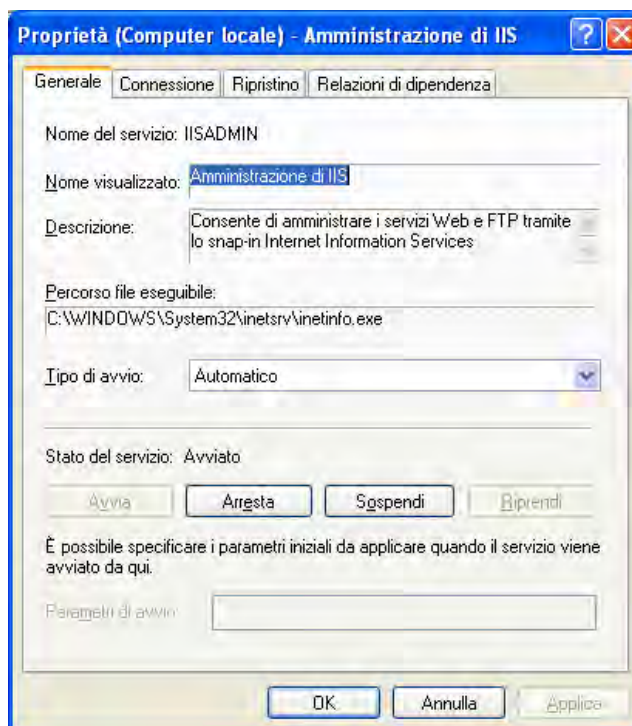 Proprietà (Computer locale) - Amministrazione di IIS
Generale Connessione Ripristino Relazioni di dipendenza
Nome del servizio: IISADMIN
Nome visualizzato: Amministrazione di IIS
Descrizione: Consente di amministrare i servizi Web e FTP tramite
lo snap-in Internet Information Services
Percorso file eseguibile:
C:\WINDOWS\System32\inetsrv\inetinfo.exe
Tipo di avvio: Automatico
Stato del servizio: Avviato
Avvia Arresta Sospendi Riprendi
È possibile specificare i parametri iniziali da applicare quando il servizio viene
avviato da qui.
Parametri di avvio:
OK Annulla Applica